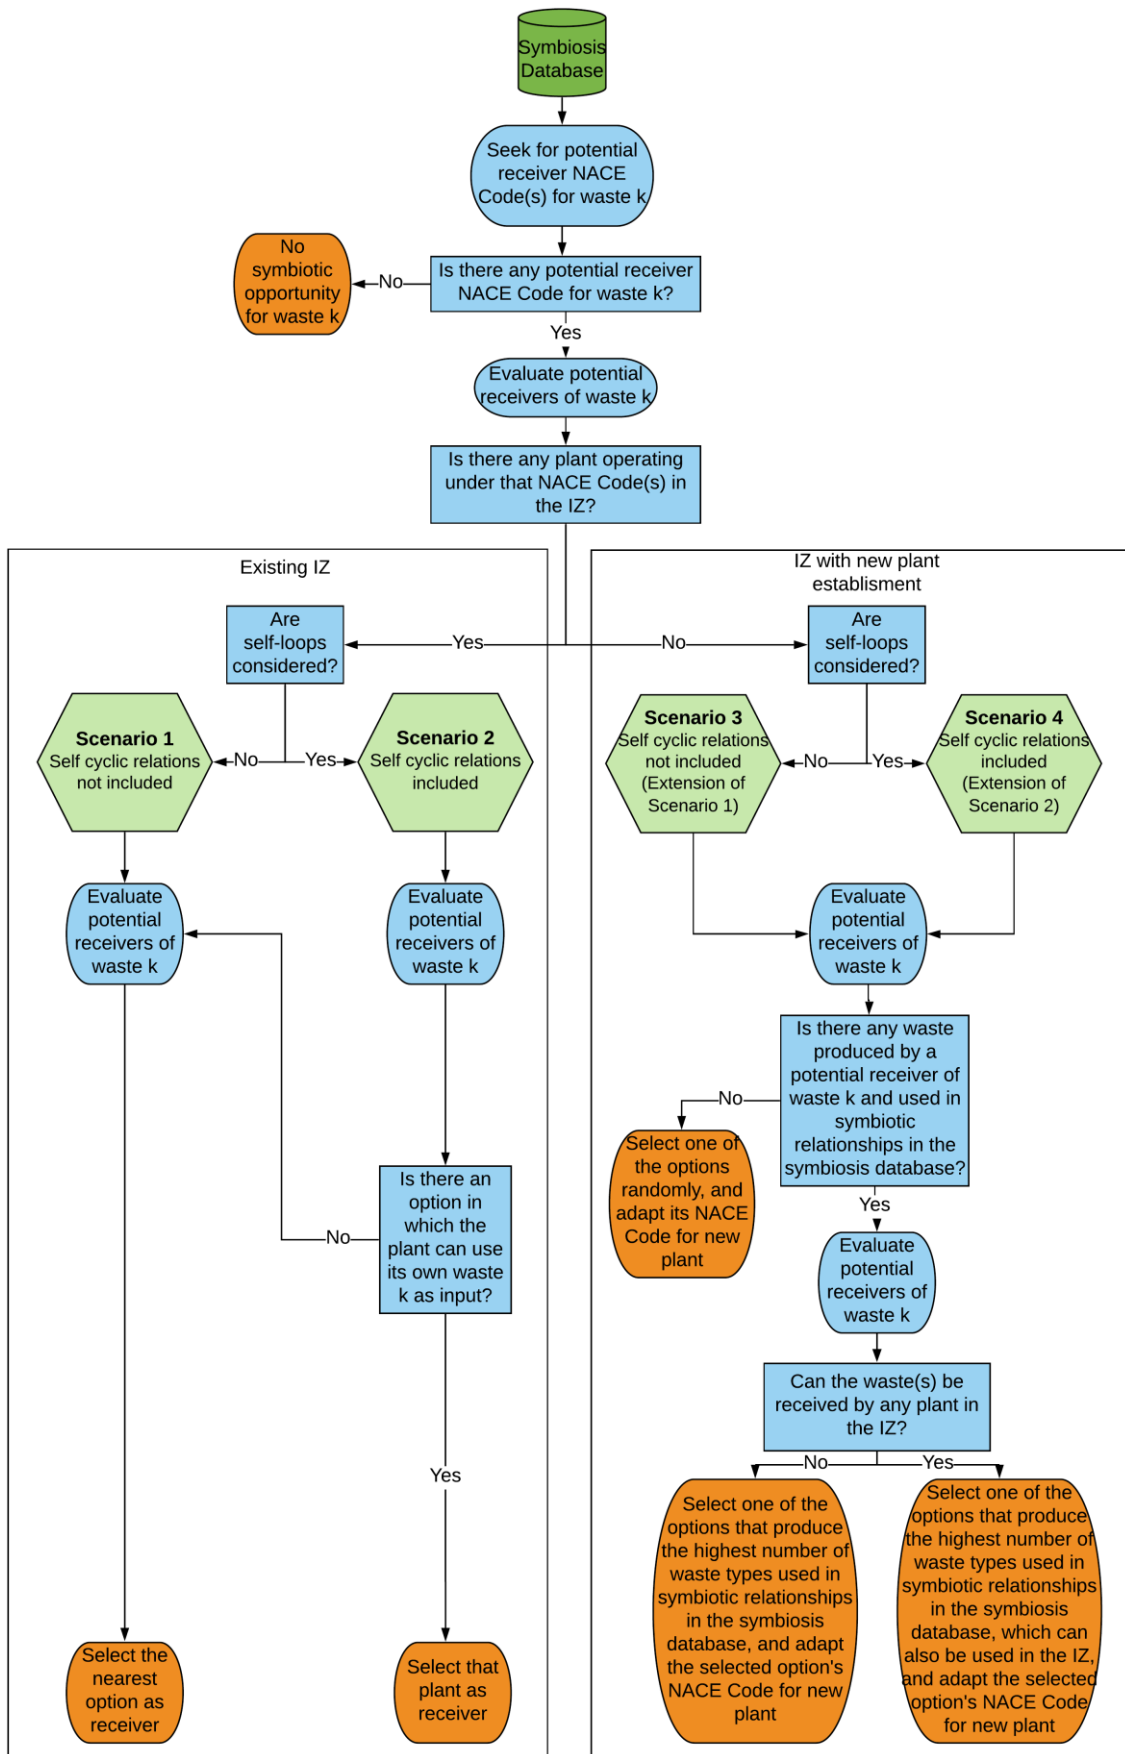 Symbiosis
Database
Seek for potential
receiver NACE
Code(s) for waste k
No
symbiotic
opportunity
for waste k
No
Is there any potential receiver
NACE Code for waste k?
Yes
Evaluate potential
receivers of waste k
Is there any plant operating
under that NACE Code(s) in
the IZ?
Existing IZ
Are
self-loops
considered?
Yes
No
IZ with new plant
establisment
Are
self-loops
considered?
Scenario 1
Self cyclic relations
not included
No
Yes
Scenario 2
Self cyclic relations
included
Scenario 3
Self cyclic relations
not included
(Extension of
Scenario 1)
No
Yes
Scenario 4
Self cyclic relations
included
(Extension of
Scenario 2)
Evaluate
potential
receivers of
waste k
Evaluate
potential
receivers of
waste k
Evaluate
potential
receivers of
waste k
Is there an
option in
which the
plant can use
its own waste
k as input?
No
Yes
Select the
nearest
option as
receiver
Select that
plant as
receiver
Is there any waste
produced by a
potential receiver of
waste k and used in
symbiotic
relationships in the
symbiosis database?
No
Select one of
the options
randomly, and
adapt its NACE
Code for new
plant
Yes
Evaluate
potential
receivers of
waste k
Can the waste(s) be
received by any plant in
the IZ?
No
Yes
Select one of the
options that produce
the highest number of
waste types used in
symbiotic relationships
in the symbiosis
database, and adapt
the selected option's
NACE Code for new
plant
Select one of the
options that produce
the highest number of
waste types used in
symbiotic relationships
in the symbiosis
database, which can
also be used in the IZ,
and adapt the selected
option's NACE Code
for new plant